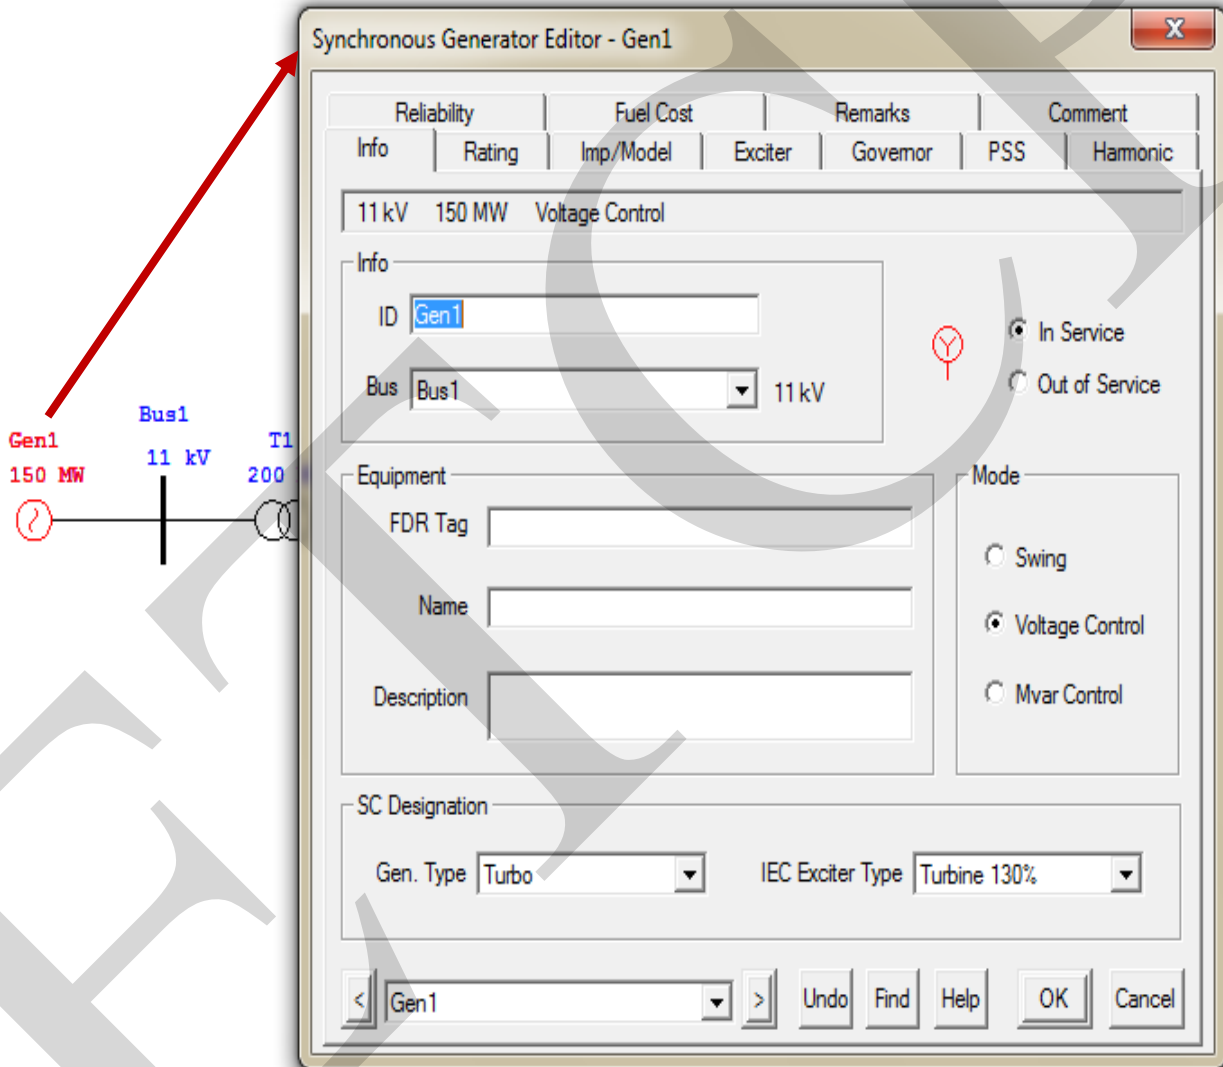 Synchronous Generator Editor - Gen1
X
Reliability Fuel Cost Remarks Comment
Info Rating Imp/Model Exciter Governor PSS Harmonic
11 kV 150 MW Voltage Control
Info
ID Gen1
Bus Bus1 11 kV
In Service
Out of Service
Bus1
11 kV
Gen1
150 MW
T1
200
Equipment
FDR Tag
Name
Description
Mode
Swing
Voltage Control
Mvar Control
SC Designation
Gen. Type Turbo IEC Exciter Type Turbine 130%
< Gen1 > Undo Find Help OK Cancel